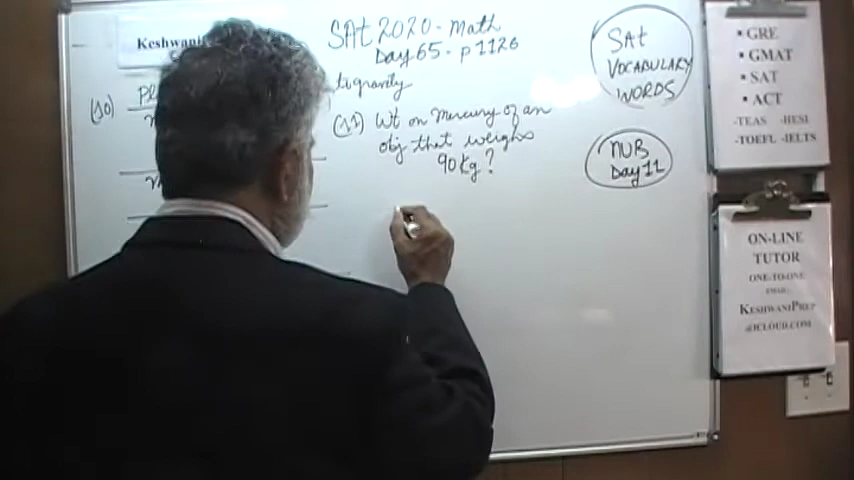 Keshwani
SAt 2020 - Math
Day 65 - p 1126
(10)
(11) Wt on Mercury of an
obj that weighs
90 Kg ?
SAt
VOCABULARY
WORDS
NUB
Day 11
• GRE
• GMAT
• SAT
• ACT
-TEAS -HESI
-TOEFL -IELTS
ON-LINE
TUTOR
ONE-TO-ONE
EMAIL:
KESHWANIPREP
@ICLOUD.COM